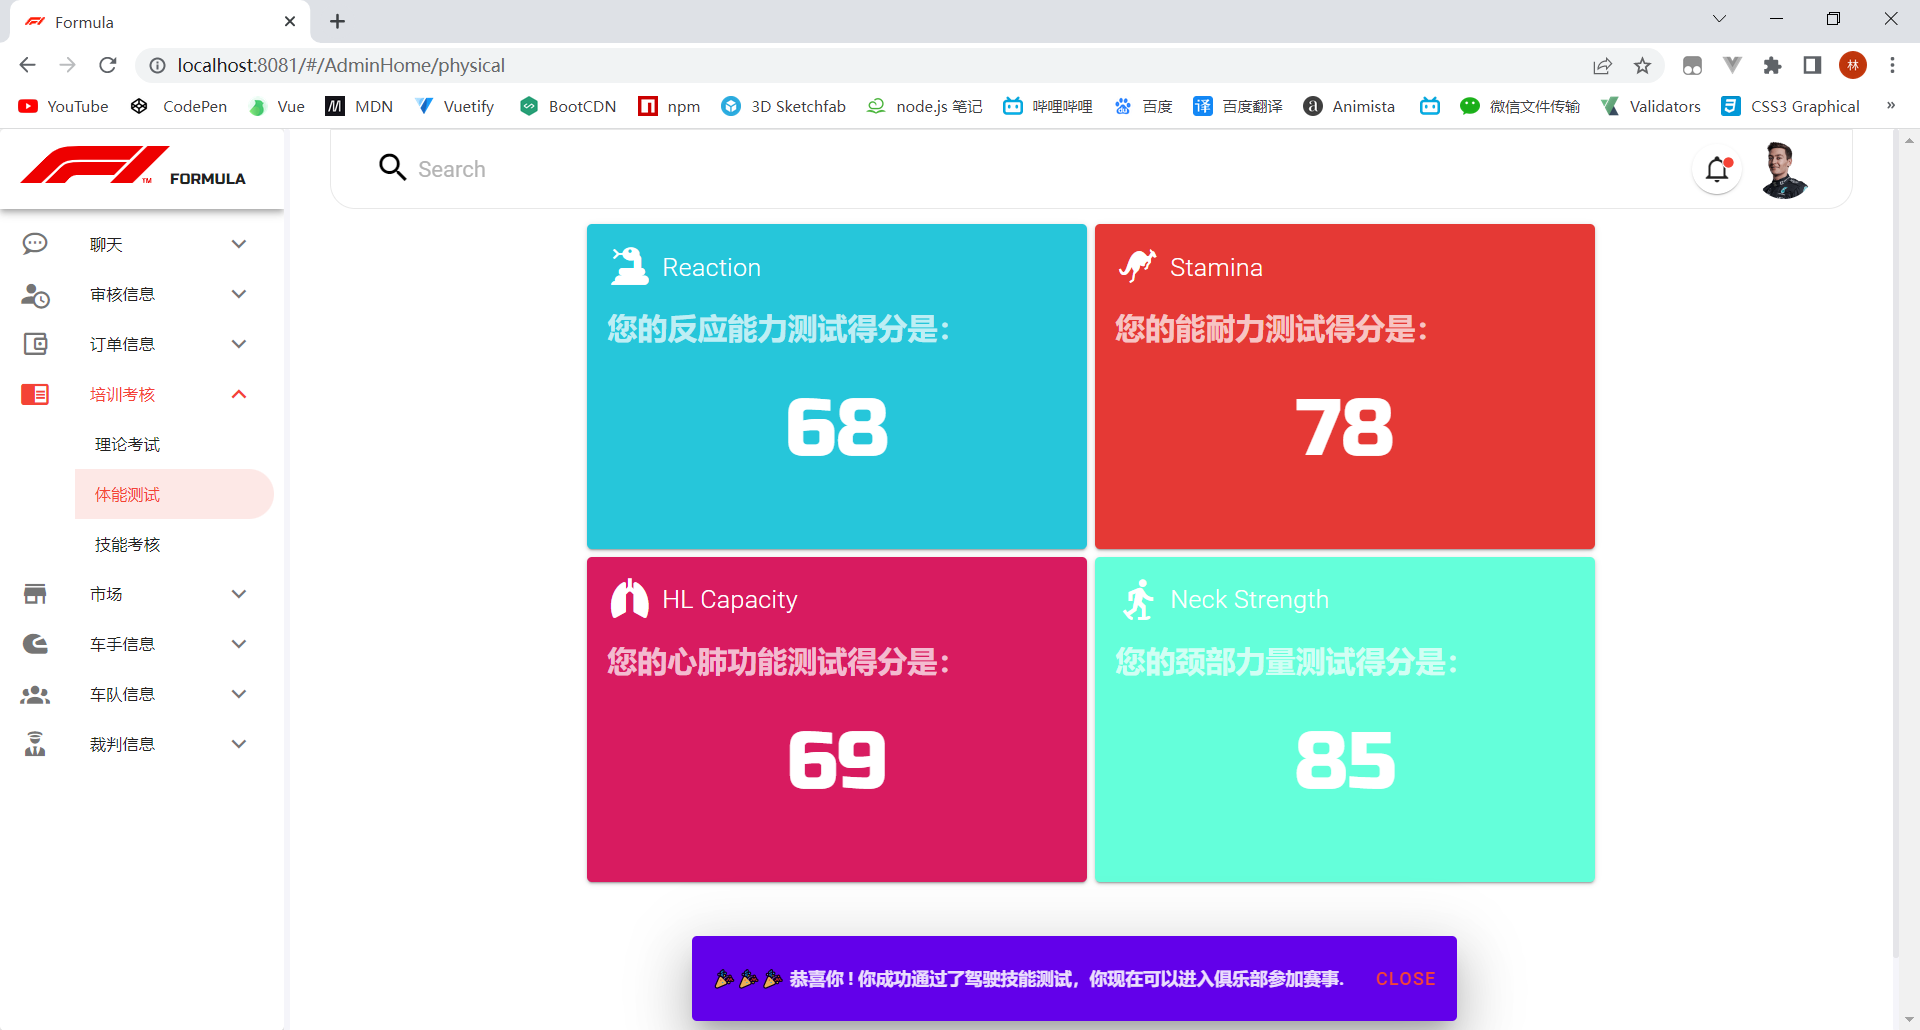 Formula
localhost:8081/#/AdminHome/physical
林
YouTube CodePen Vue MDN Vuetify BootCDN npm 3D Sketchfab node.js 笔记 哔哩哔哩 百度 百度翻译 Animista 微信文件传输 Validators CSS3 Graphical »
FORMULA
Search
聊天
审核信息
订单信息
培训考核
理论考试
体能测试
技能考核
市场
车手信息
车队信息
裁判信息
Reaction
您的反应能力测试得分是：
68
Stamina
您的能耐力测试得分是：
78
HL Capacity
您的心肺功能测试得分是：
69
Neck Strength
您的颈部力量测试得分是：
85
🎉 🎉 🎉 恭喜你！你成功通过了驾驶技能测试，你现在可以进入俱乐部参加赛事. CLOSE